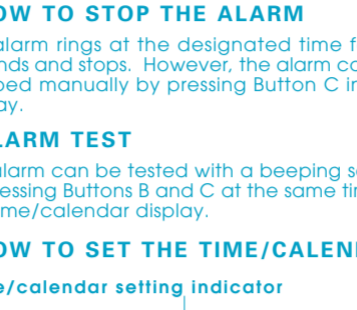 OW TO STOP THE ALARM
alarm rings at the designated time f
nds and stops. However, the alarm ca
ped manually by pressing Button C in
ay.
ARM TEST
alarm can be tested with a beeping s
essing Buttons B and C at the same tim
me/calendar display.
OW TO SET THE TIME/CALEN
e/calendar setting indicator